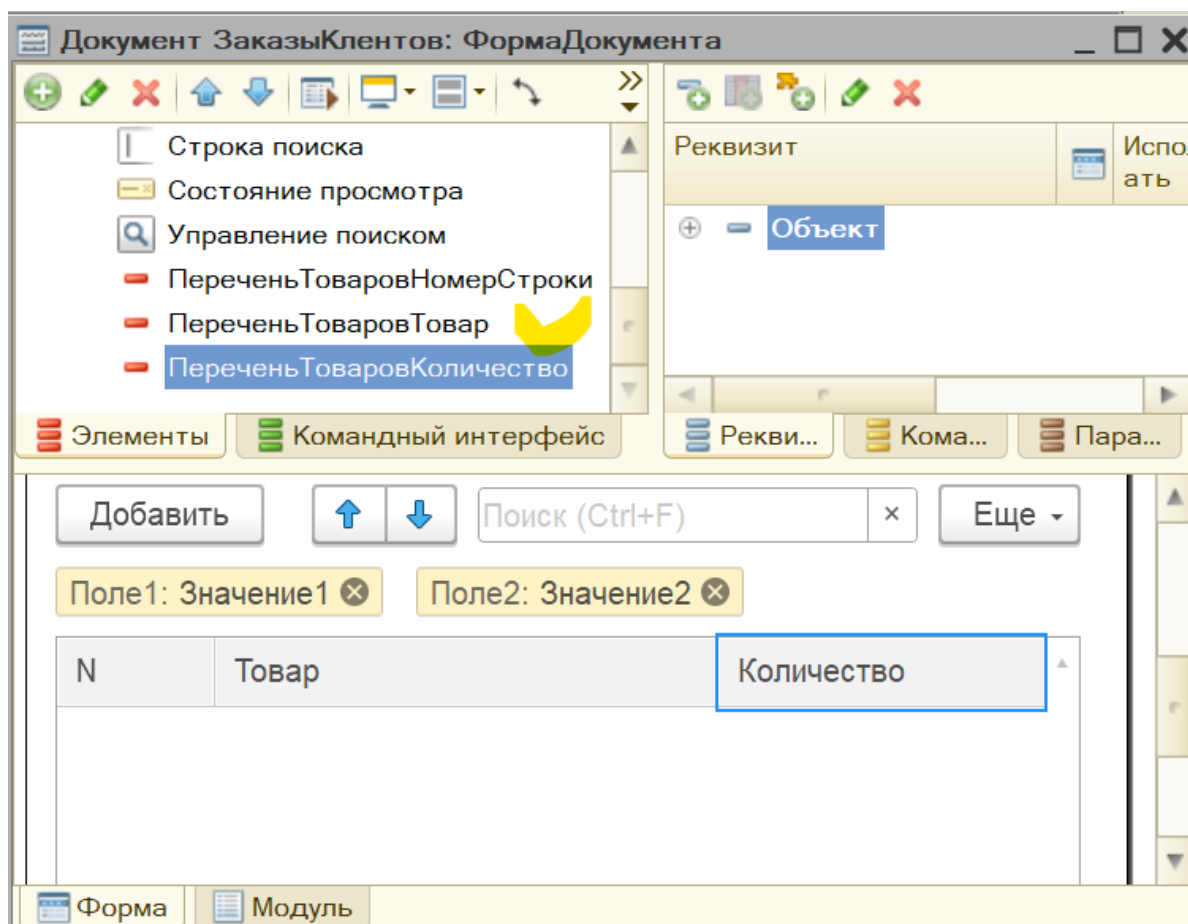 Документ ЗаказыКлентов: ФормаДокумента
Строка поиска
Состояние просмотра
Управление поиском
ПереченьТоваровНомерСтроки
ПереченьТоваровТовар
ПереченьТоваровКоличество
Элементы
Командный интерфейс
Реквизит
Испо
ать
Объект
Рекви...
Кома...
Пара...
Добавить
Поиск (Ctrl+F)
×
Еще
Поле1: Значение1
Поле2: Значение2
N Товар Количество
Форма
Модуль